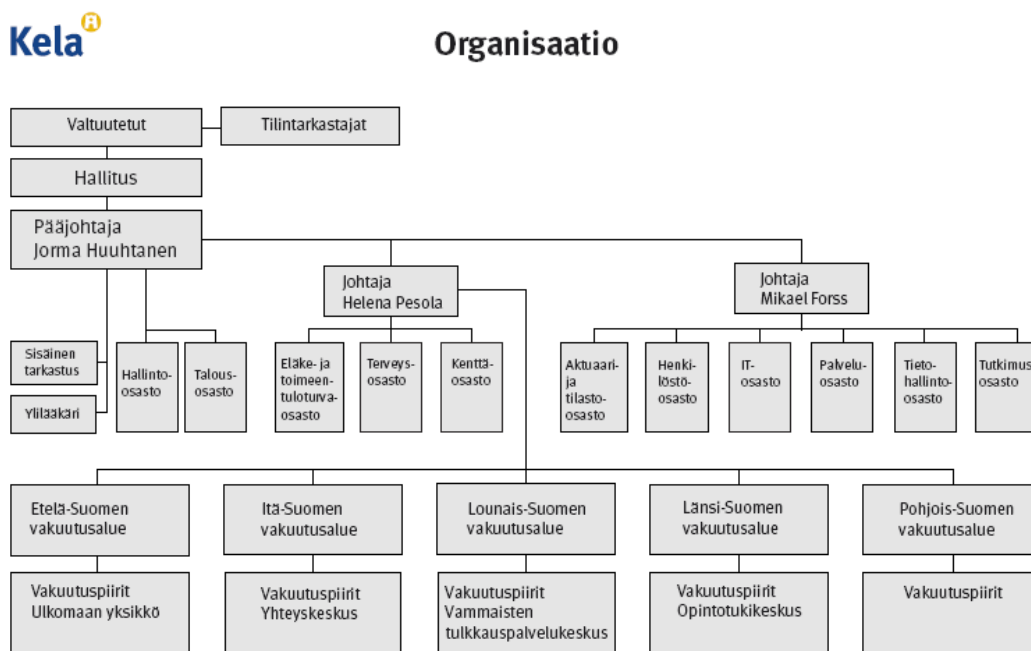 Kela
Organisaatio
Valtuutetut
Tilintarkastajat
Hallitus
Pääjohtaja
Jorma Huuhtanen
Johtaja
Helena Pesola
Johtaja
Mikael Forss
Sisäinen
tarkastus
Ylilääkäri
Hallinto-
osasto
Talous-
osasto
Eläke- ja
toimeen-
tuloturva-
osasto
Terveys-
osasto
Kenttä-
osasto
Aktuaari-
ja
tilasto-
osasto
Henki-
löstö-
osasto
IT-
osasto
Palvelu-
osasto
Tieto-
hallinto-
osasto
Tutkimus-
osasto
Etelä-Suomen
vakuutusalue
Itä-Suomen
vakuutusalue
Lounais-Suomen
vakuutusalue
Länsi-Suomen
vakuutusalue
Pohjois-Suomen
vakuutusalue
Vakuutuspiirit
Ulkomaan yksikkö
Vakuutuspiirit
Yhteyskeskus
Vakuutuspiirit
Vammaisten
tulkkauspalvelukeskus
Vakuutuspiirit
Opintotukikeskus
Vakuutuspiirit